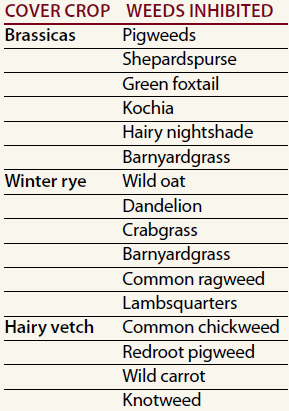 COVER CROP WEEDS INHIBITED
Brassicas Pigweeds
Shepardspurse
Green foxtail
Kochia
Hairy nightshade
Barnyardgrass
Winter rye Wild oat
Dandelion
Crabgrass
Barnyardgrass
Common ragweed
Lambsquarters
Hairy vetch Common chickweed
Redroot pigweed
Wild carrot
Knotweed